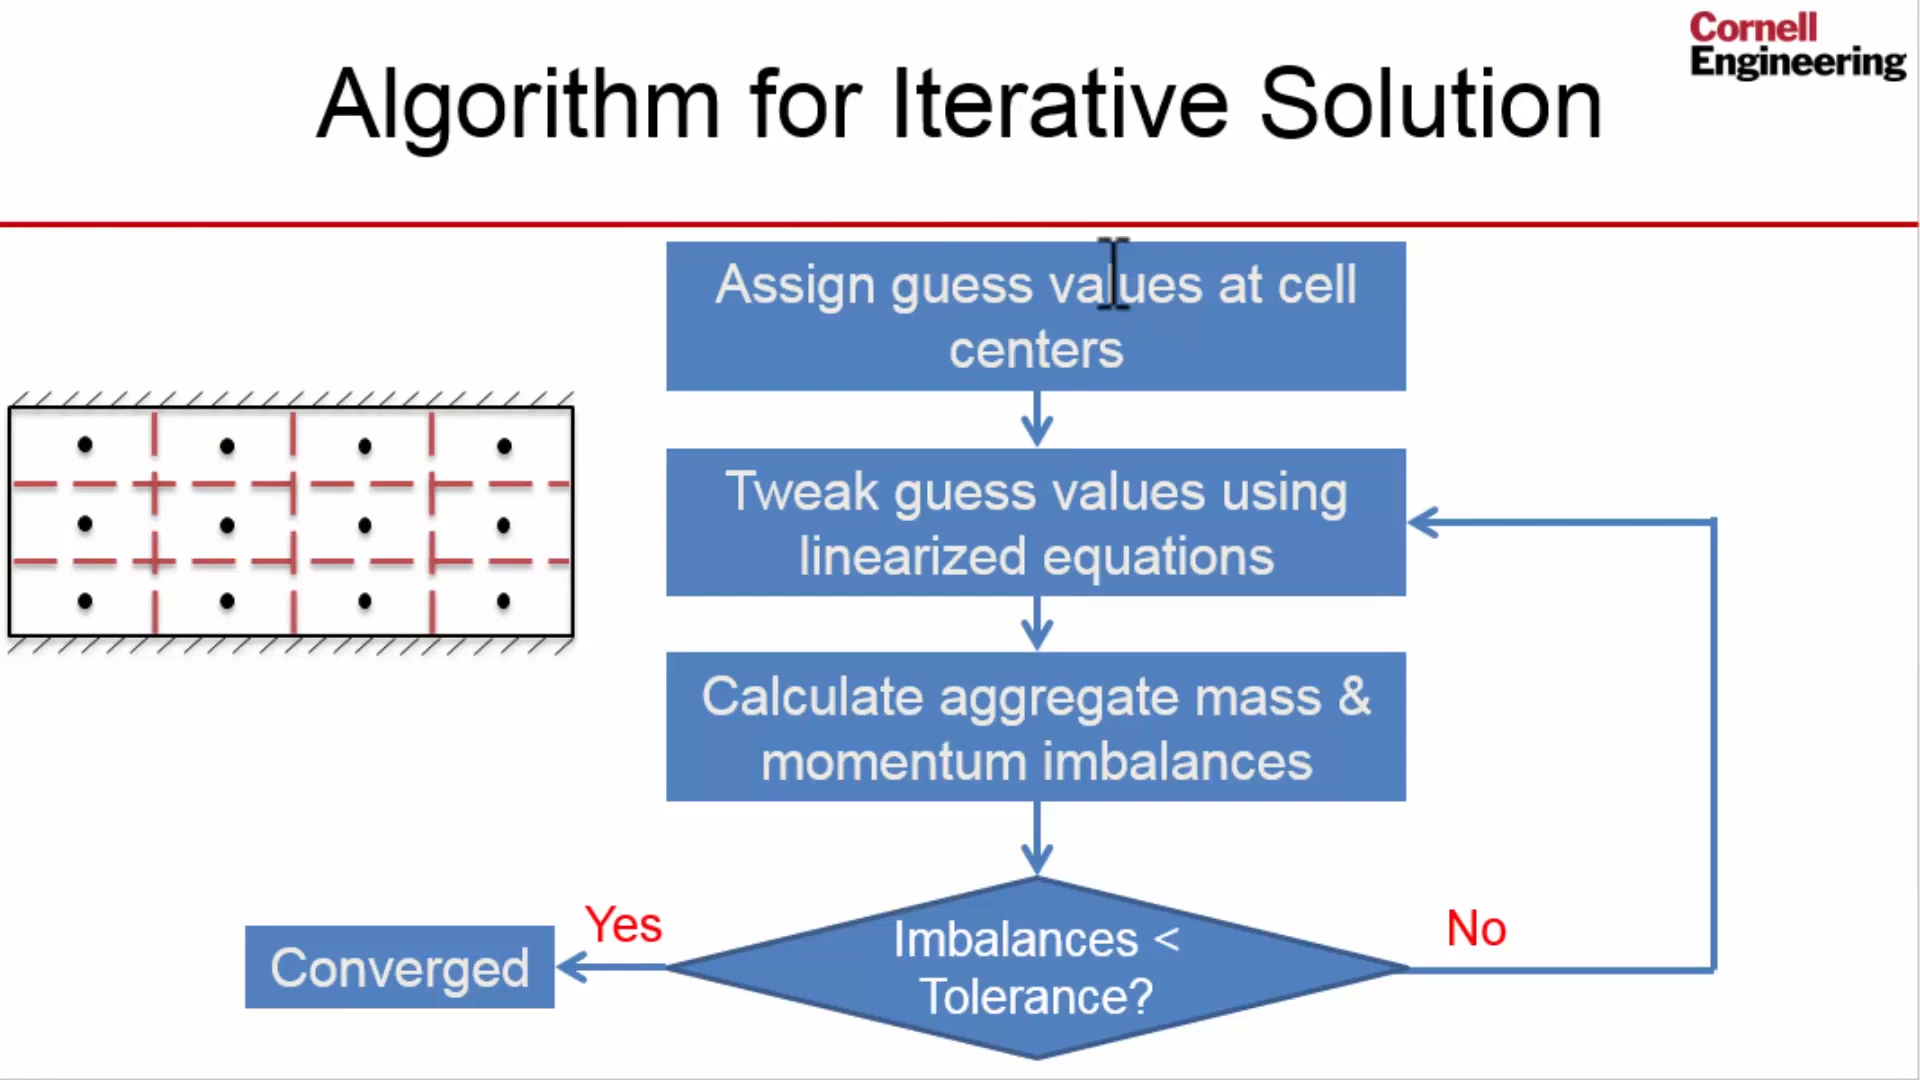 Cornell
Engineering
Algorithm for Iterative Solution
Assign guess values at cell
centers
Tweak guess values using
linearized equations
Calculate aggregate mass &
momentum imbalances
Imbalances <
Tolerance?
Yes
No
Converged